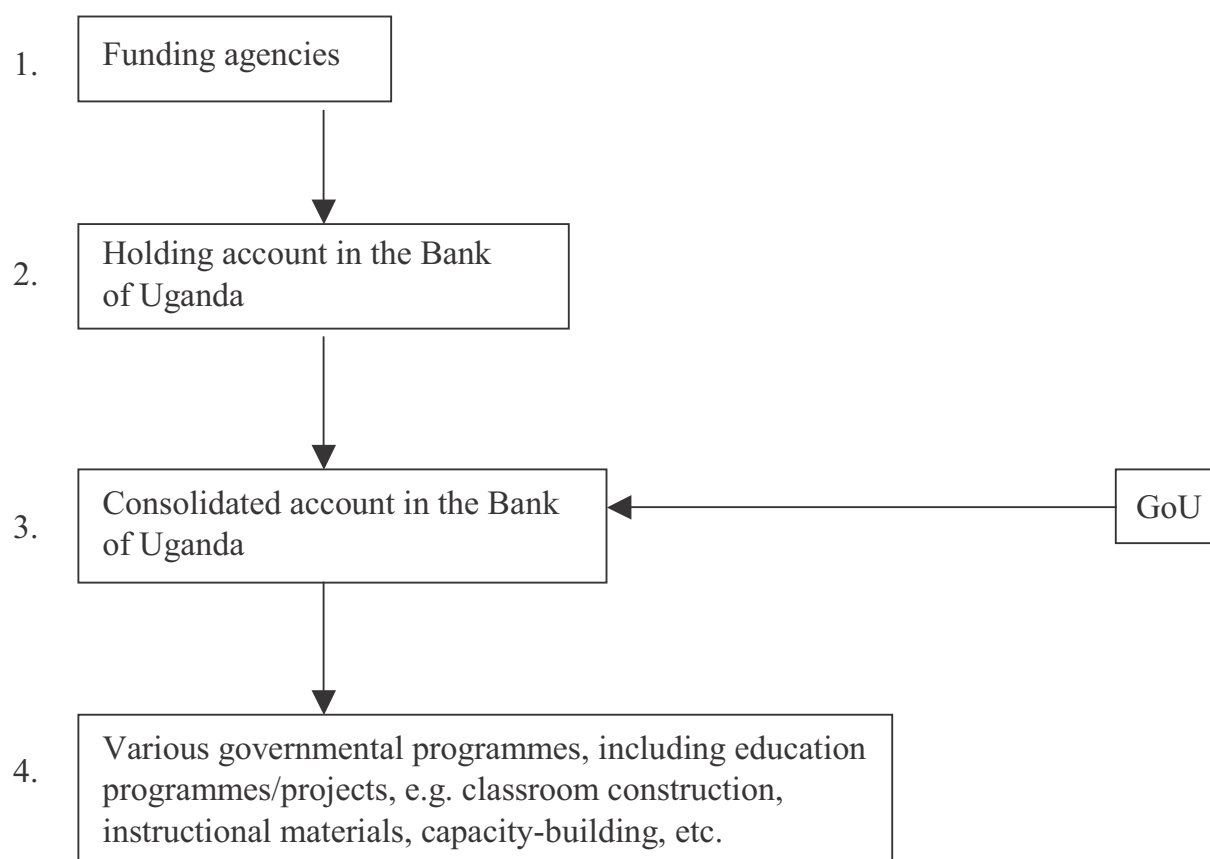 1.
Funding agencies
2.
Holding account in the Bank
of Uganda
3.
Consolidated account in the Bank
of Uganda
GoU
4.
Various governmental programmes, including education
programmes/projects, e.g. classroom construction,
instructional materials, capacity-building, etc.